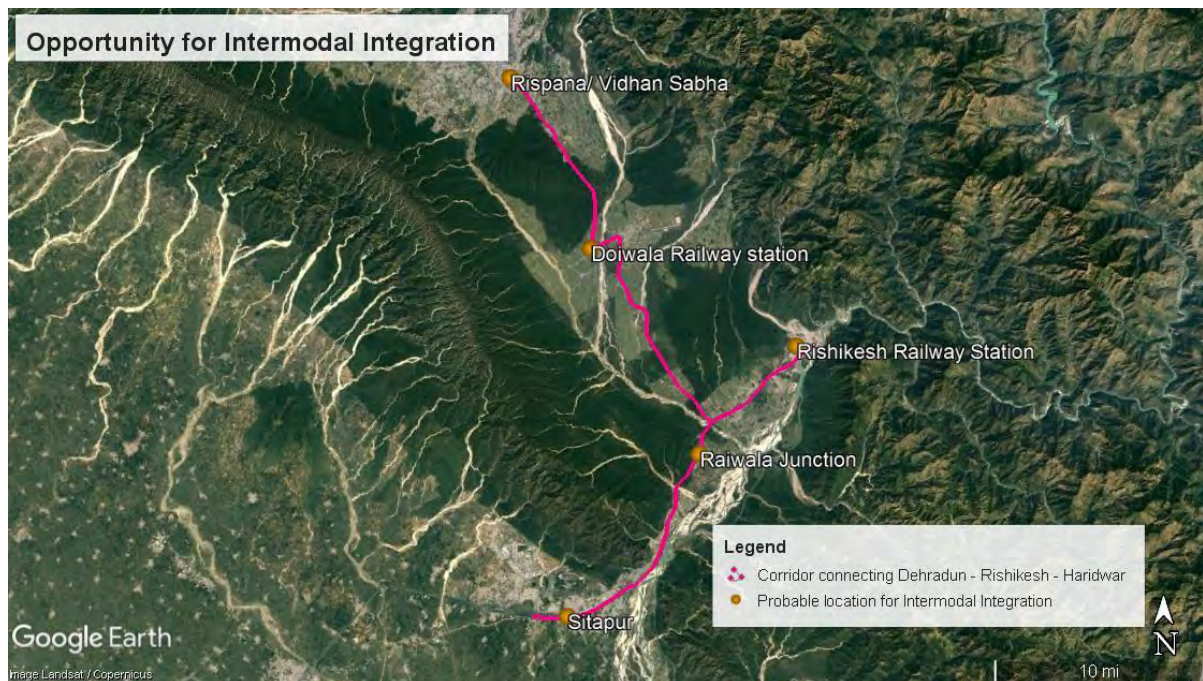 Opportunity for Intermodal Integration
Rispana/ Vidhan Sabha
Doiwala Railway station
Rishikesh Railway Station
Raiwala Junction
Legend
Corridor connecting Dehradun - Rishikesh - Haridwar
Probable location for Intermodal Integration
Sitapur
Google Earth
N
Image Landsat / Copernicus
10 mi